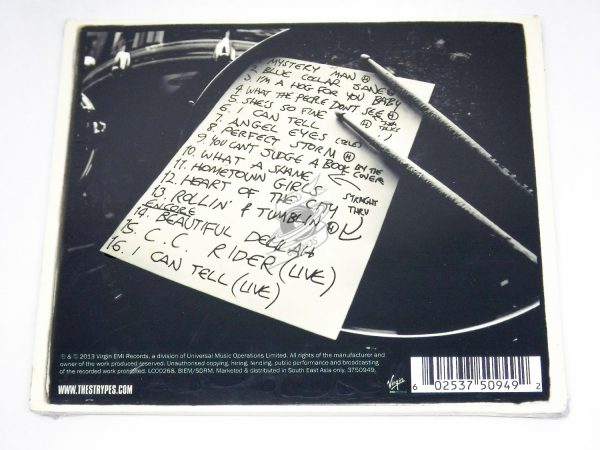 1. MYSTERY MAN Ⓗ
2. BLUE COLLAR JANE
3. I'M A HOG FOR YOU BABY
4. WHAT THE PEOPLE DON'T SEE Ⓗ
5. SHE'S SO FINE
6. I CAN TELL
TALKS
7. ANGEL EYES
8. PERFECT STORM Ⓗ
9. YOU CAN'T JUDGE A BOOK BY THE COVER
10. WHAT A SHAME
11. HOMETOWN GIRLS
STRAIGHT THRU
12. HEART OF THE CITY
13. ROLLIN' & TUMBLIN' Ⓗ
ENCORE
14. BEAUTIFUL DELILAH
15. C.C. RIDER (LIVE)
16. I CAN TELL (LIVE)
Ⓟ & © 2013 Virgin EMI Records, a division of Universal Music Operations Limited. All rights of the manufacturer and
owner of the work produced reserved. Unauthorised copying, hiring, lending, public performance and broadcasting
of the recorded work prohibited. LC00268. BIEM/SDRM. Marketed & distributed in South East Asia only. 3750949.
WWW.THESTRYPES.COM
Virgin
6 02537 50949 2